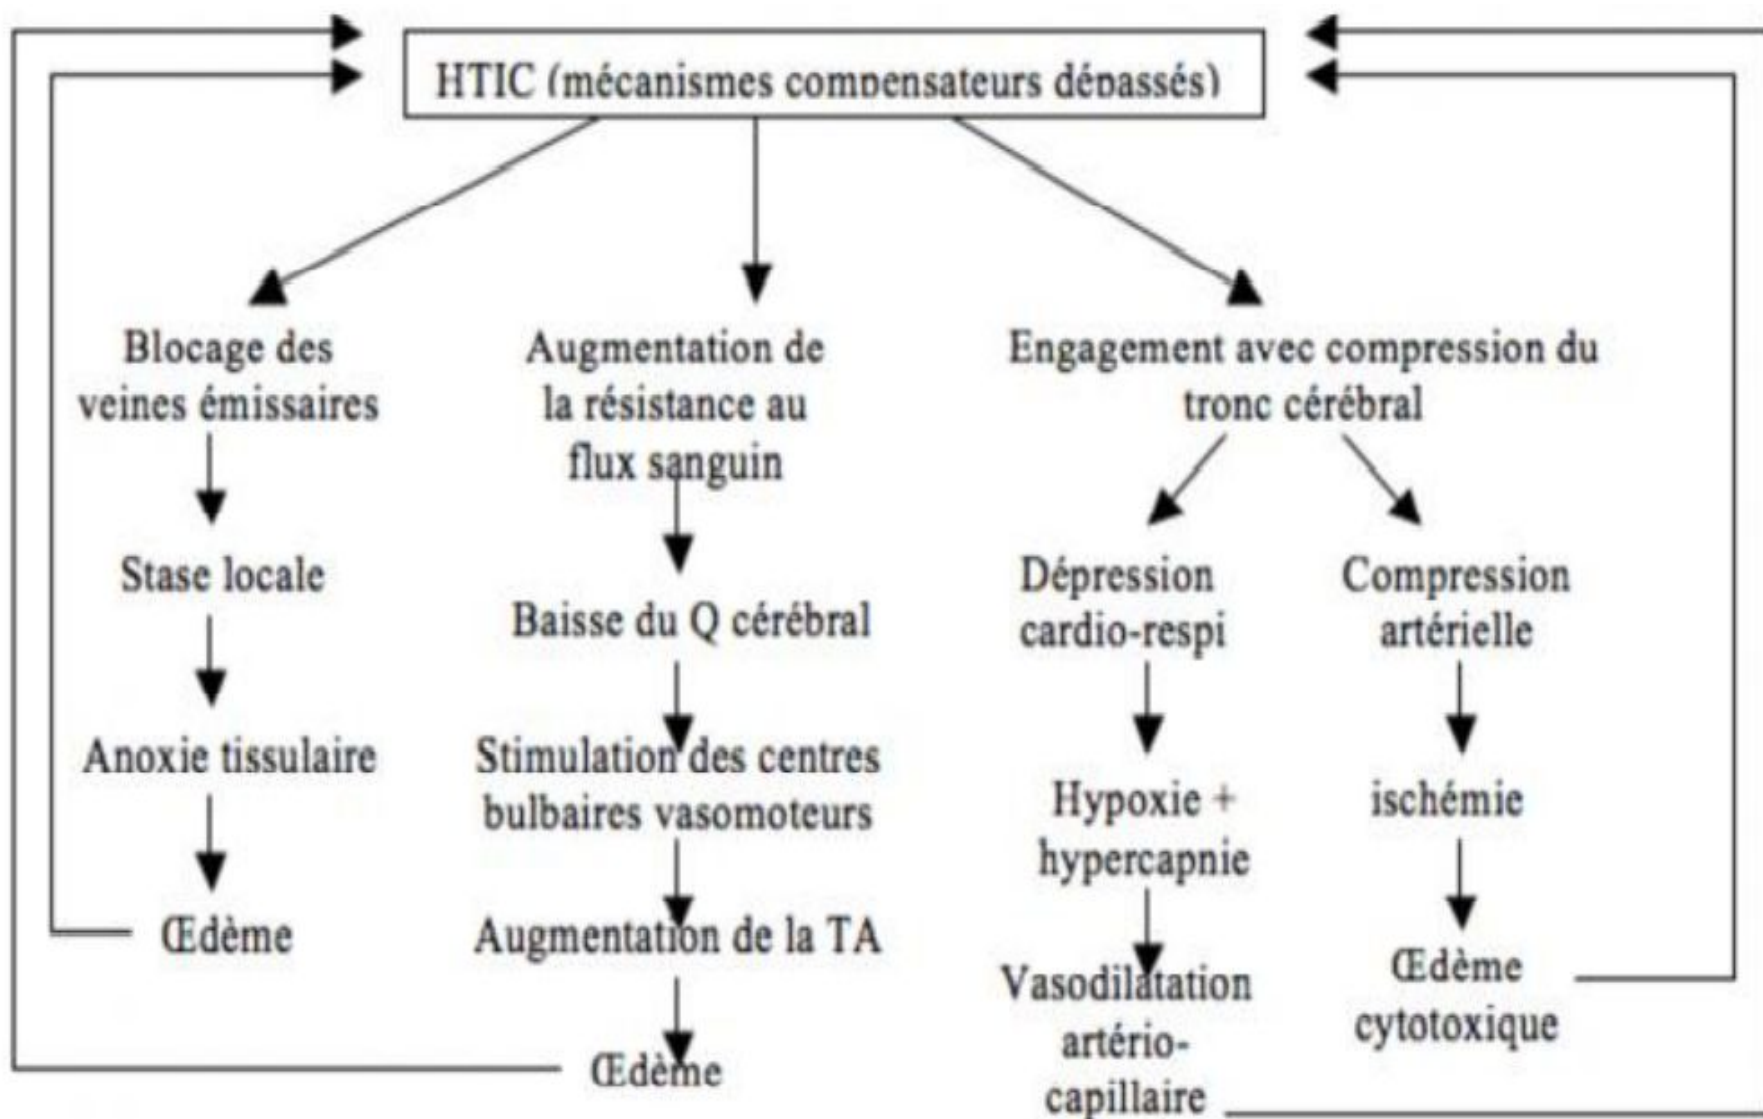 HTIC (mécanismes compensateurs dépassés)
Blocage des
veines émissaires
Stase locale
Anoxie tissulaire
Œdème
Augmentation de
la résistance au
flux sanguin
Baisse du Q cérébral
Stimulation des centres
bulbaires vasomoteurs
Augmentation de la TA
Œdème
Engagement avec compression du
tronc cérébral
Dépression
cardio-respi
Hypoxie +
hypercapnie
Vasodilatation
artério-
capillaire
Compression
artérielle
ischémie
Œdème
cytotoxique